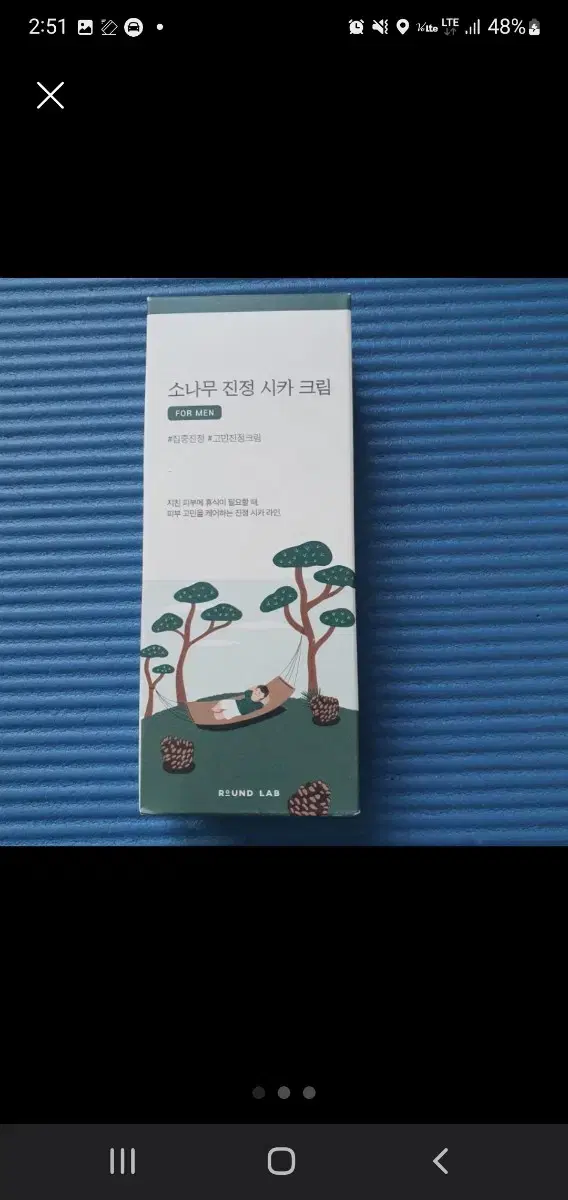 2:51
LTE
48%
소나무 진정 시카 크림
FOR MEN
#집중진정 #고민진정크림
지친 피부에 휴식이 필요할 때,
피부 고민을 케어하는 진정 시카 라인.
ROUND LAB